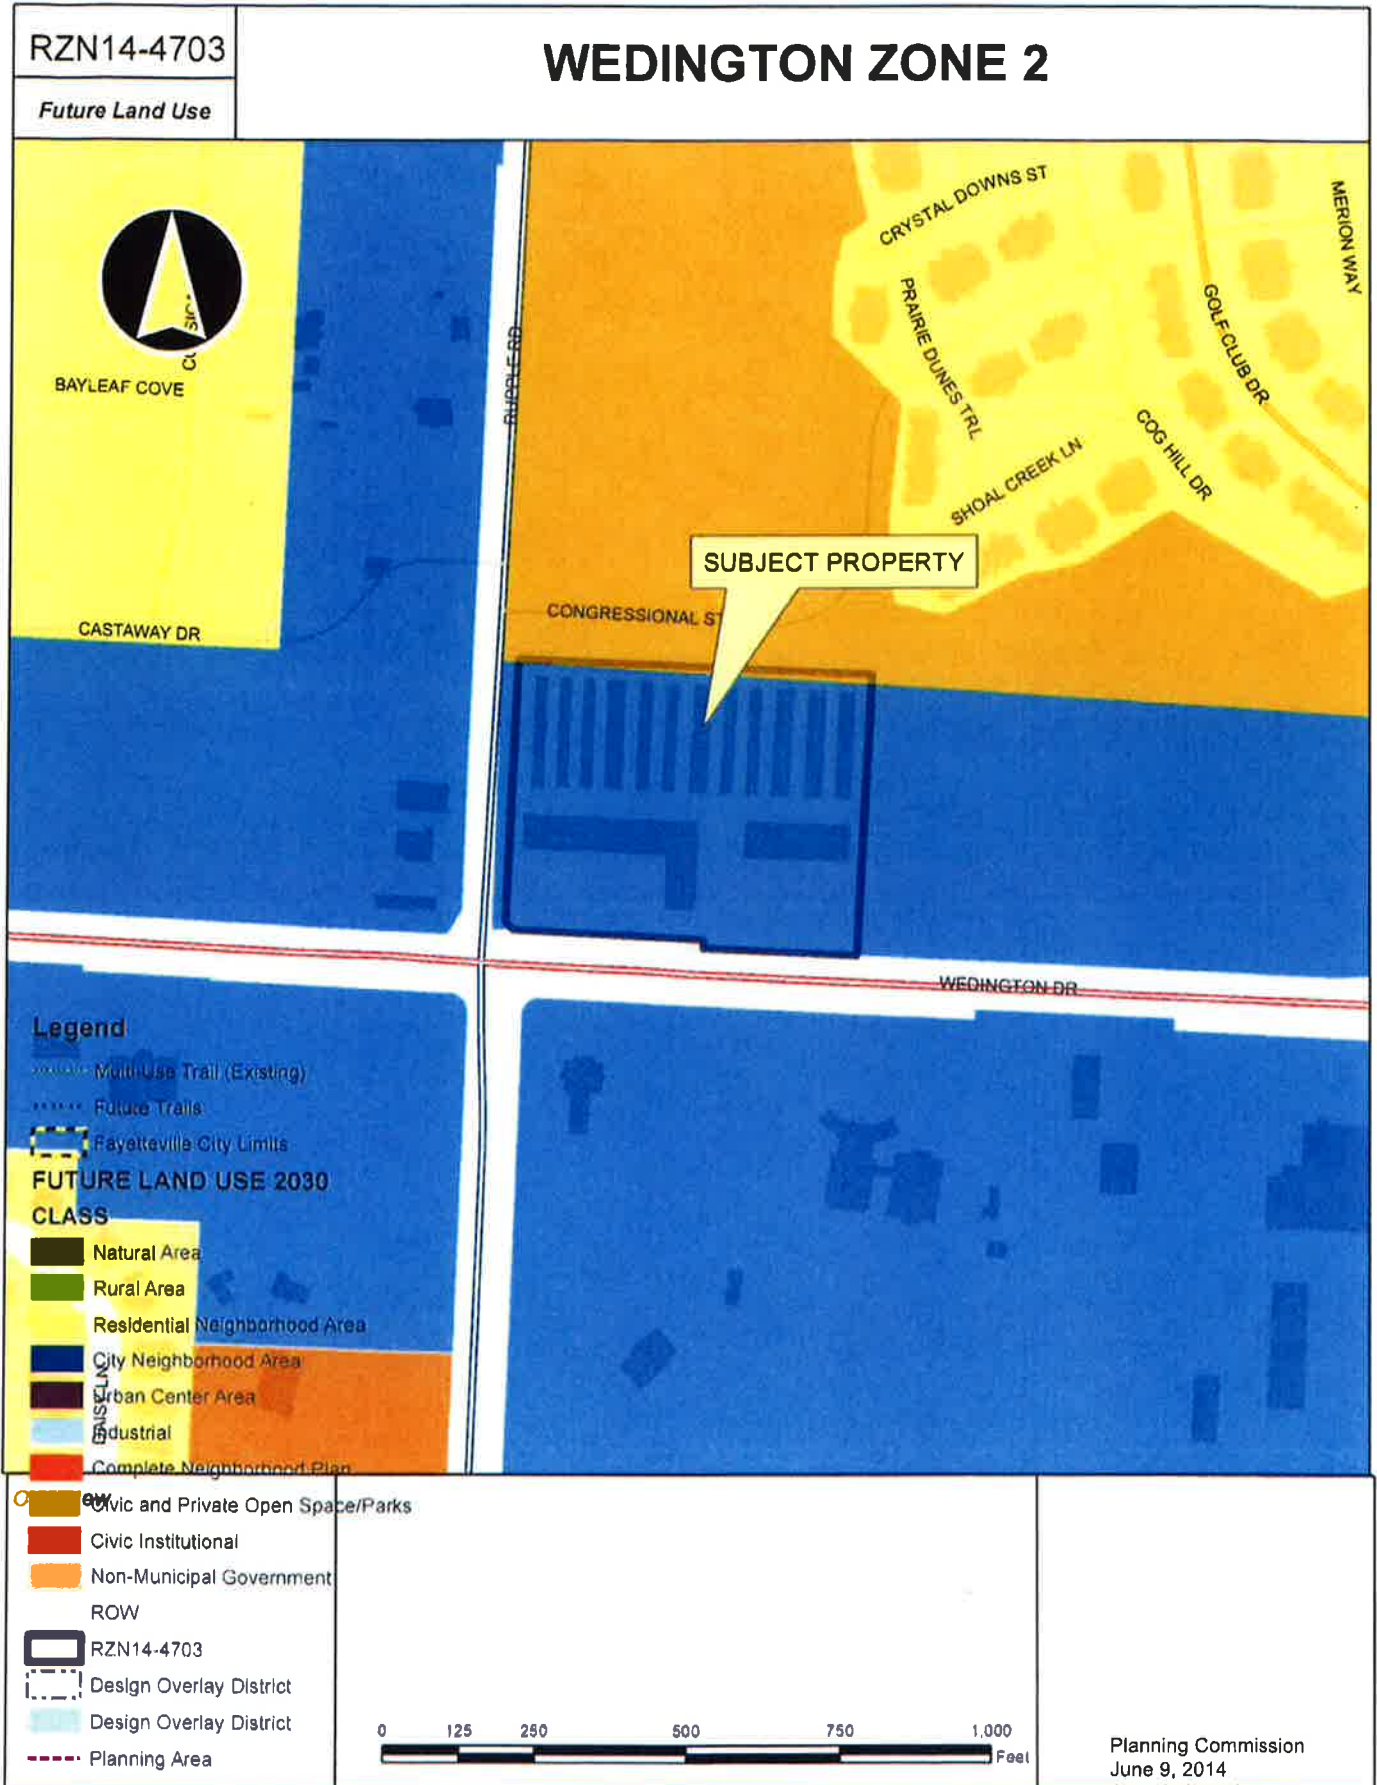 RZN14-4703
WEDINGTON ZONE 2
Future Land Use
CRYSTAL DOWNS ST
MERION WAY
PRAIRIE DUNES TRL
GOLF CLUB DR
BAYLEAF COVE
RUPPLE RD
COG HILL DR
SHOAL CREEK LN
SUBJECT PROPERTY
CONGRESSIONAL ST
CASTAWAY DR
WEDINGTON DR
Legend
Multi-Use Trail (Existing)
Future Trails
Fayetteville City Limits
FUTURE LAND USE 2030
CLASS
Natural Area
Rural Area
Residential Neighborhood Area
City Neighborhood Area
Urban Center Area
DAISY LN
Industrial
Complete Neighborhood Plan
Civic and Private Open Space/Parks
Civic Institutional
Non-Municipal Government
ROW
RZN14-4703
Design Overlay District
Design Overlay District
Planning Area
0 125 250 500 750 1,000
Feet
Planning Commission
June 9, 2014